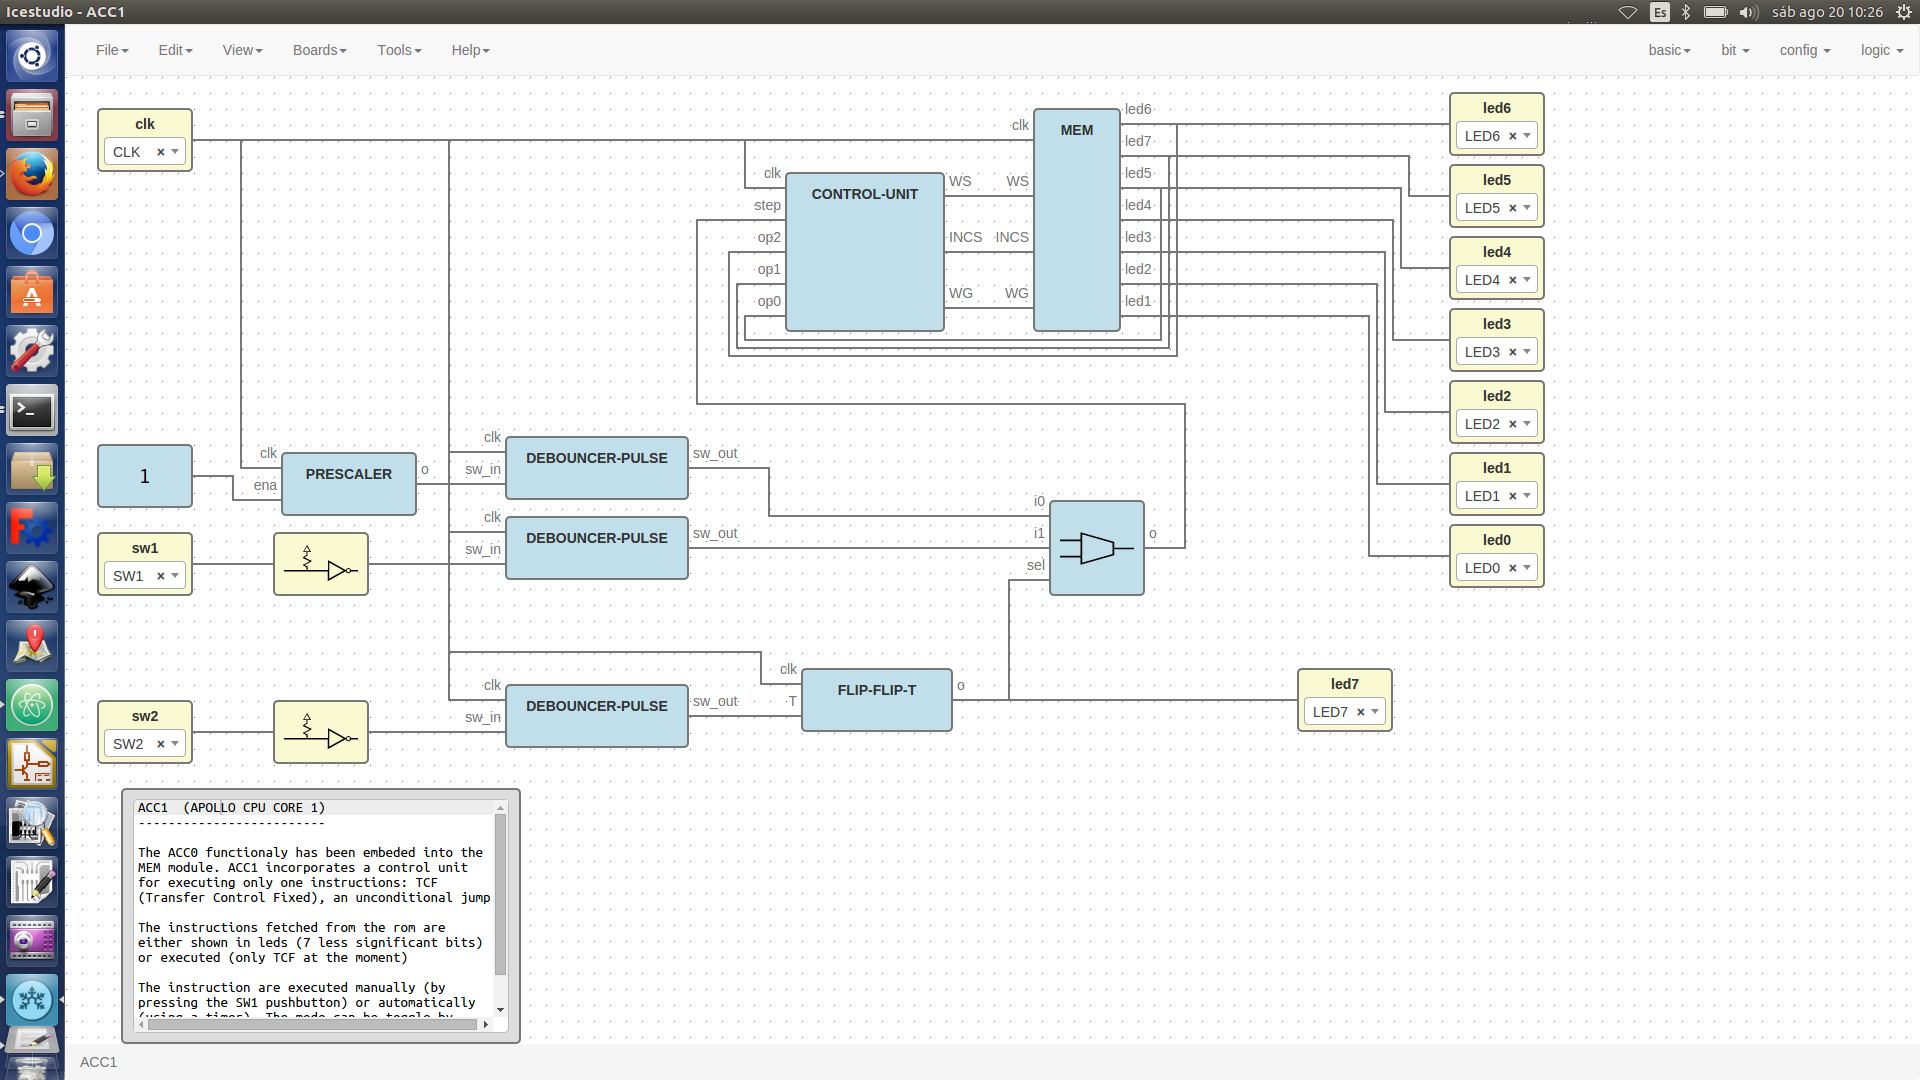 Icestudio - ACC1
Es
sáb ago 20 10:26
File Edit View Boards Tools Help
basic bit config logic
clk
CLK ×
clk
MEM
led6
led7
led5
led4
led3
led2
led1
clk
step
op2
op1
op0
CONTROL-UNIT
WS WS
INCS INCS
WG WG
led6
LED6 ×
led5
LED5 ×
led4
LED4 ×
led3
LED3 ×
led2
LED2 ×
led1
LED1 ×
led0
LED0 ×
1
clk
ena
PRESCALER
o
clk
sw_in
DEBOUNCER-PULSE
sw_out
sw1
SW1 ×
clk
sw_in
DEBOUNCER-PULSE
sw_out
i0
i1
sel
o
sw2
SW2 ×
clk
sw_in
DEBOUNCER-PULSE
sw_out
clk
T
FLIP-FLIP-T
o
led7
LED7 ×
ACC1 (APOLLO CPU CORE 1)
-------------------------
The ACC0 functionaly has been embeded into the
MEM module. ACC1 incorporates a control unit
for executing only one instructions: TCF
(Transfer Control Fixed), an unconditional jump
The instructions fetched from the rom are
either shown in leds (7 less significant bits)
or executed (only TCF at the moment)
The instruction are executed manually (by
pressing the SW1 pushbutton) or automatically
(using a timer). The mode can be toggle by
ACC1